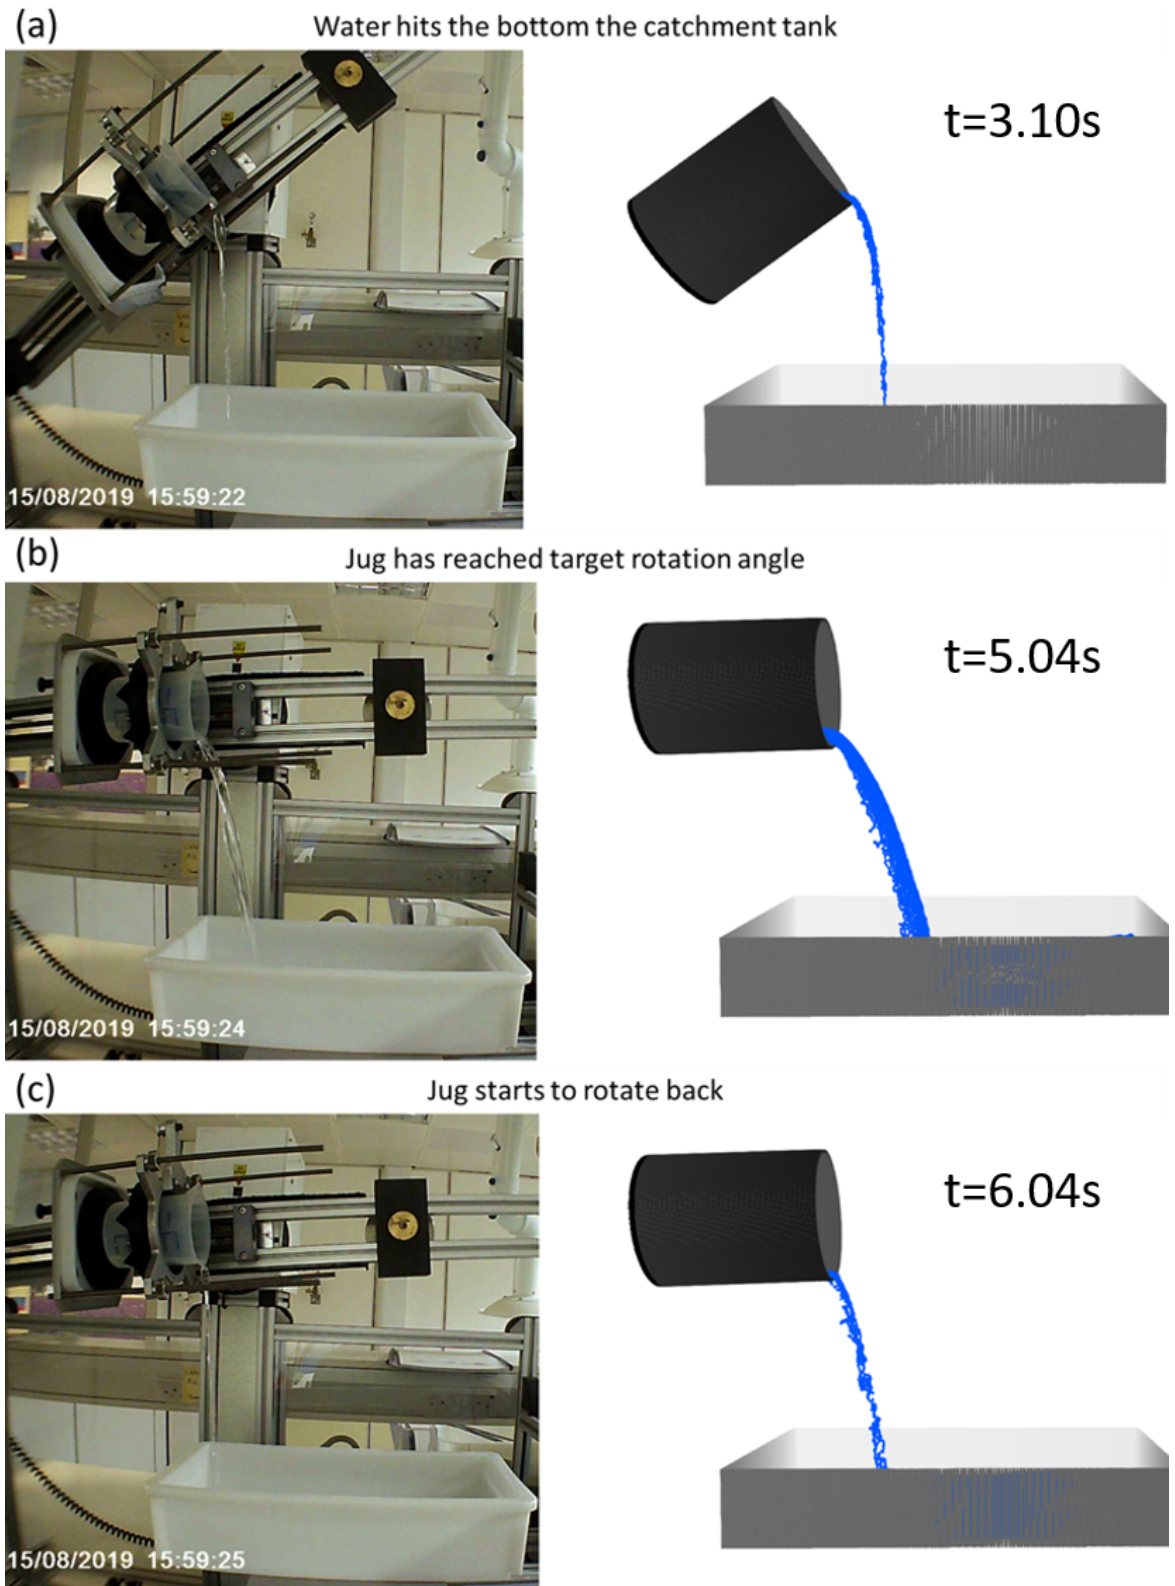 (a)
Water hits the bottom the catchment tank
t=3.10s
15/08/2019 15:59:22
(b)
Jug has reached target rotation angle
t=5.04s
15/08/2019 15:59:24
(c)
Jug starts to rotate back
t=6.04s
15/08/2019 15:59:25